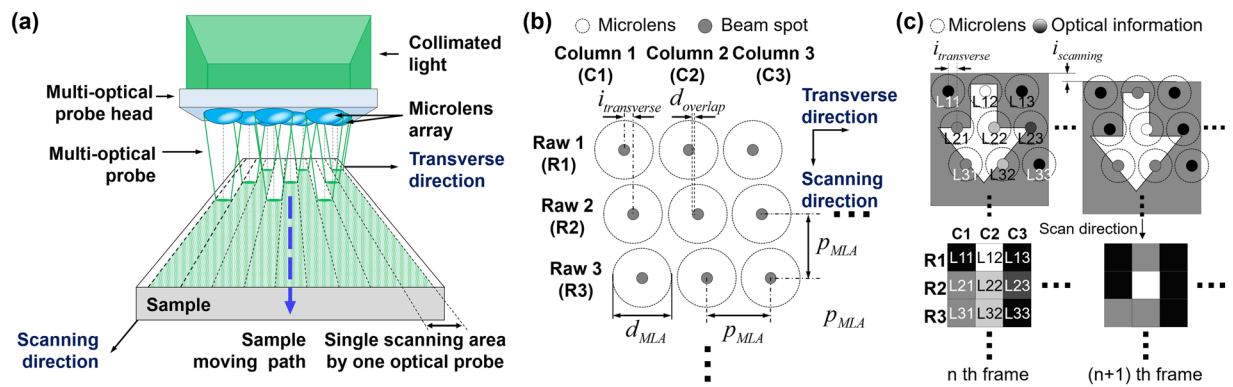 (a)
Collimated
light
Multi-optical
probe head
Microlens
array
Multi-optical
probe
Transverse
direction
Sample
Scanning
direction
Sample
moving path
Single scanning area
by one optical probe
(b)
Microlens
Beam spot
Column 1
(C1)
Column 2
(C2)
Column 3
(C3)
i_transverse
d_overlap
Transverse
direction
Raw 1
(R1)
Scanning
direction
Raw 2
(R2)
p_MLA
Raw 3
(R3)
d_MLA
p_MLA
p_MLA
(c)
Microlens
Optical information
i_transverse
i_scanning
L11 L12 L13
L21 L22 L23
L31 L32 L33
Scan direction
C1 C2 C3
R1 L11 L12 L13
R2 L21 L22 L23
R3 L31 L32 L33
n th frame
(n+1) th frame